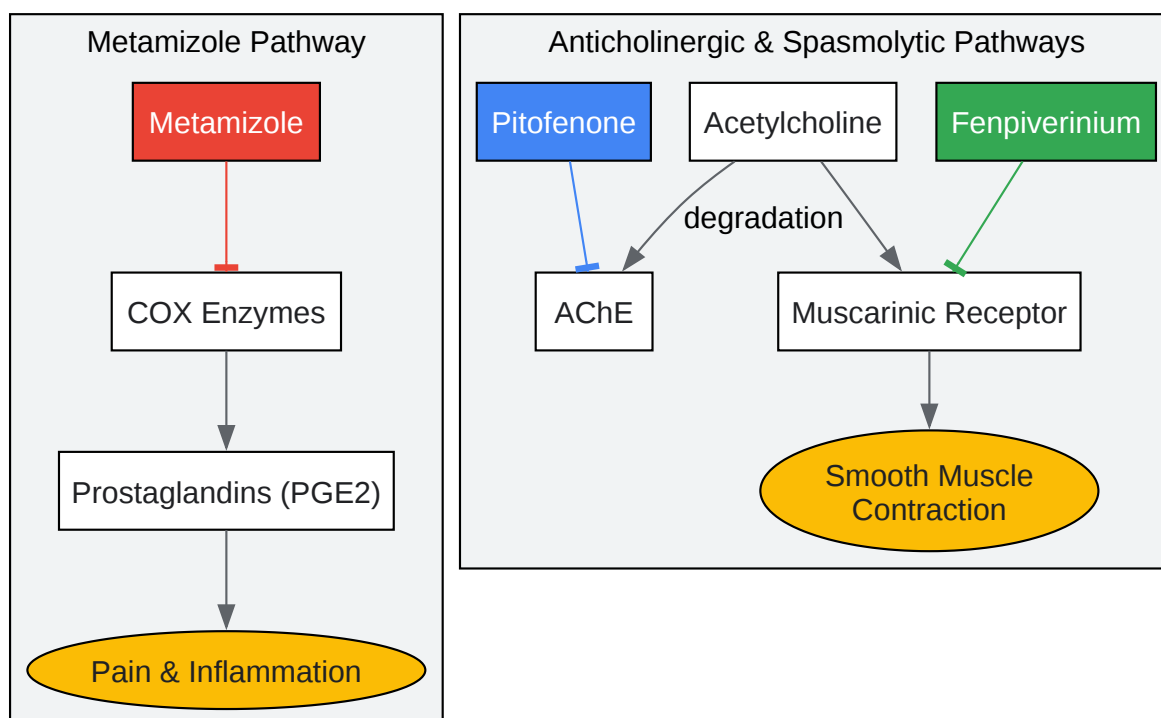 Metamizole Pathway
Metamizole
COX Enzymes
Prostaglandins (PGE2)
Pain & Inflammation
Anticholinergic & Spasmolytic Pathways
Pitofenone
Acetylcholine
Fenpiverinium
degradation
AChE
Muscarinic Receptor
Smooth Muscle
Contraction